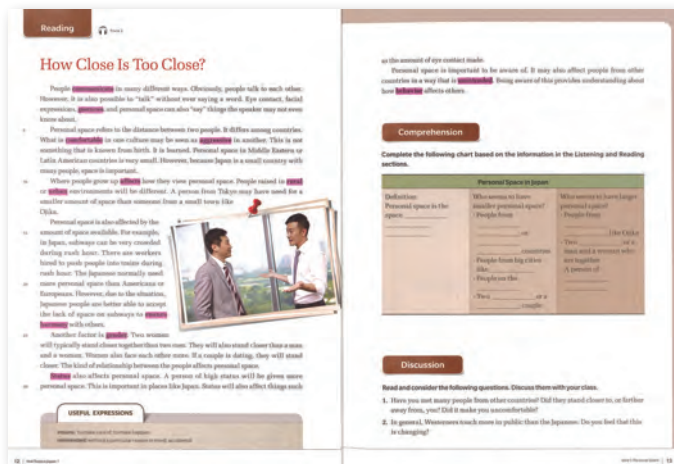 Reading
How Close Is Too Close?
People communicate in many different ways. Obviously, people talk to each other.
However, it is also possible to "talk" without ever saying a word. Eye contact, facial
expressions, gestures, and personal space can also "say" things the speaker may not even
know about.
Personal space refers to the distance between two people. It differs among countries.
What is comfortable in one culture may be seen as aggressive in another. This is not
something that is known from birth. It is learned. Personal space in Middle Eastern or
Latin American countries is very small. However, because Japan is a small country with
many people, space is important.
Where people grow up affects how they view personal space. People raised in rural
or urban environments will be different. A person from Tokyo may have need for a
smaller amount of space than someone from a small town like
Ojika.
Personal space is also affected by the
amount of space available. For example,
in Japan, subways can be very crowded
during rush hour. There are workers
hired to push people into trains during
rush hour. The Japanese normally need
more personal space than Americans or
Europeans. However, due to the situation,
Japanese people are better able to accept
the lack of space on subways to ensure
harmony with others.
Another factor is gender. Two women
will typically stand closer together than two men. They will also stand closer than a man
and a woman. Women also face each other more. If a couple is dating, they will stand
closer. The kind of relationship between the people affects personal space.
Status also affects personal space. A person of high status will be given more
personal space. This is important in places like Japan. Status will also affect things such
USEFUL EXPRESSIONS
12
as the amount of eye contact made.
Personal space is important to be aware of. It may also affect people from other
countries in a way that is unintended. Being aware of this provides understanding about
how behavior affects others.
Comprehension
Complete the following chart based on the information in the Listening and Reading
sections.
Personal Space in Japan
Definition:
Personal space is the
space
Who seems to have
smaller personal space?
- People from
or
countries
- People from big cities
like
- People on the
- Two or a
couple
Who seems to have larger
personal space?
- People from
like Ojika
- Two or a
man and a woman who
are together
- A person of
Discussion
Read and consider the following questions. Discuss them with your class.
1. Have you met many people from other countries? Did they stand closer to, or farther
away from, you? Did it make you uncomfortable?
2. In general, Westerners touch more in public than the Japanese. Do you feel that this
is changing?
13